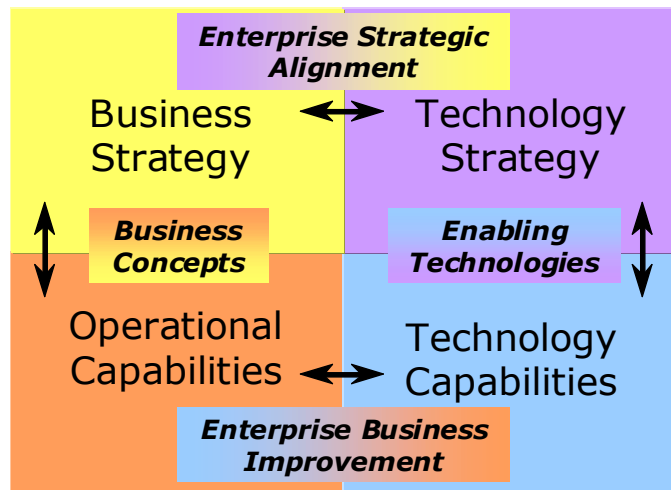 Enterprise Strategic
Alignment
Business
Strategy
Technology
Strategy
Business
Concepts
Enabling
Technologies
Operational
Capabilities
Technology
Capabilities
Enterprise Business
Improvement